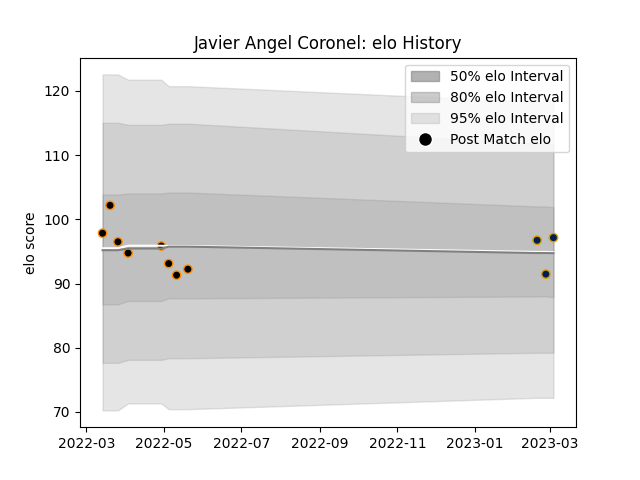 Javier Angel Coronel: elo History
50% elo Interval
80% elo Interval
95% elo Interval
Post Match elo
elo score
120
110
100
90
80
70
2022-03
2022-05
2022-07
2022-09
2022-11
2023-01
2023-03